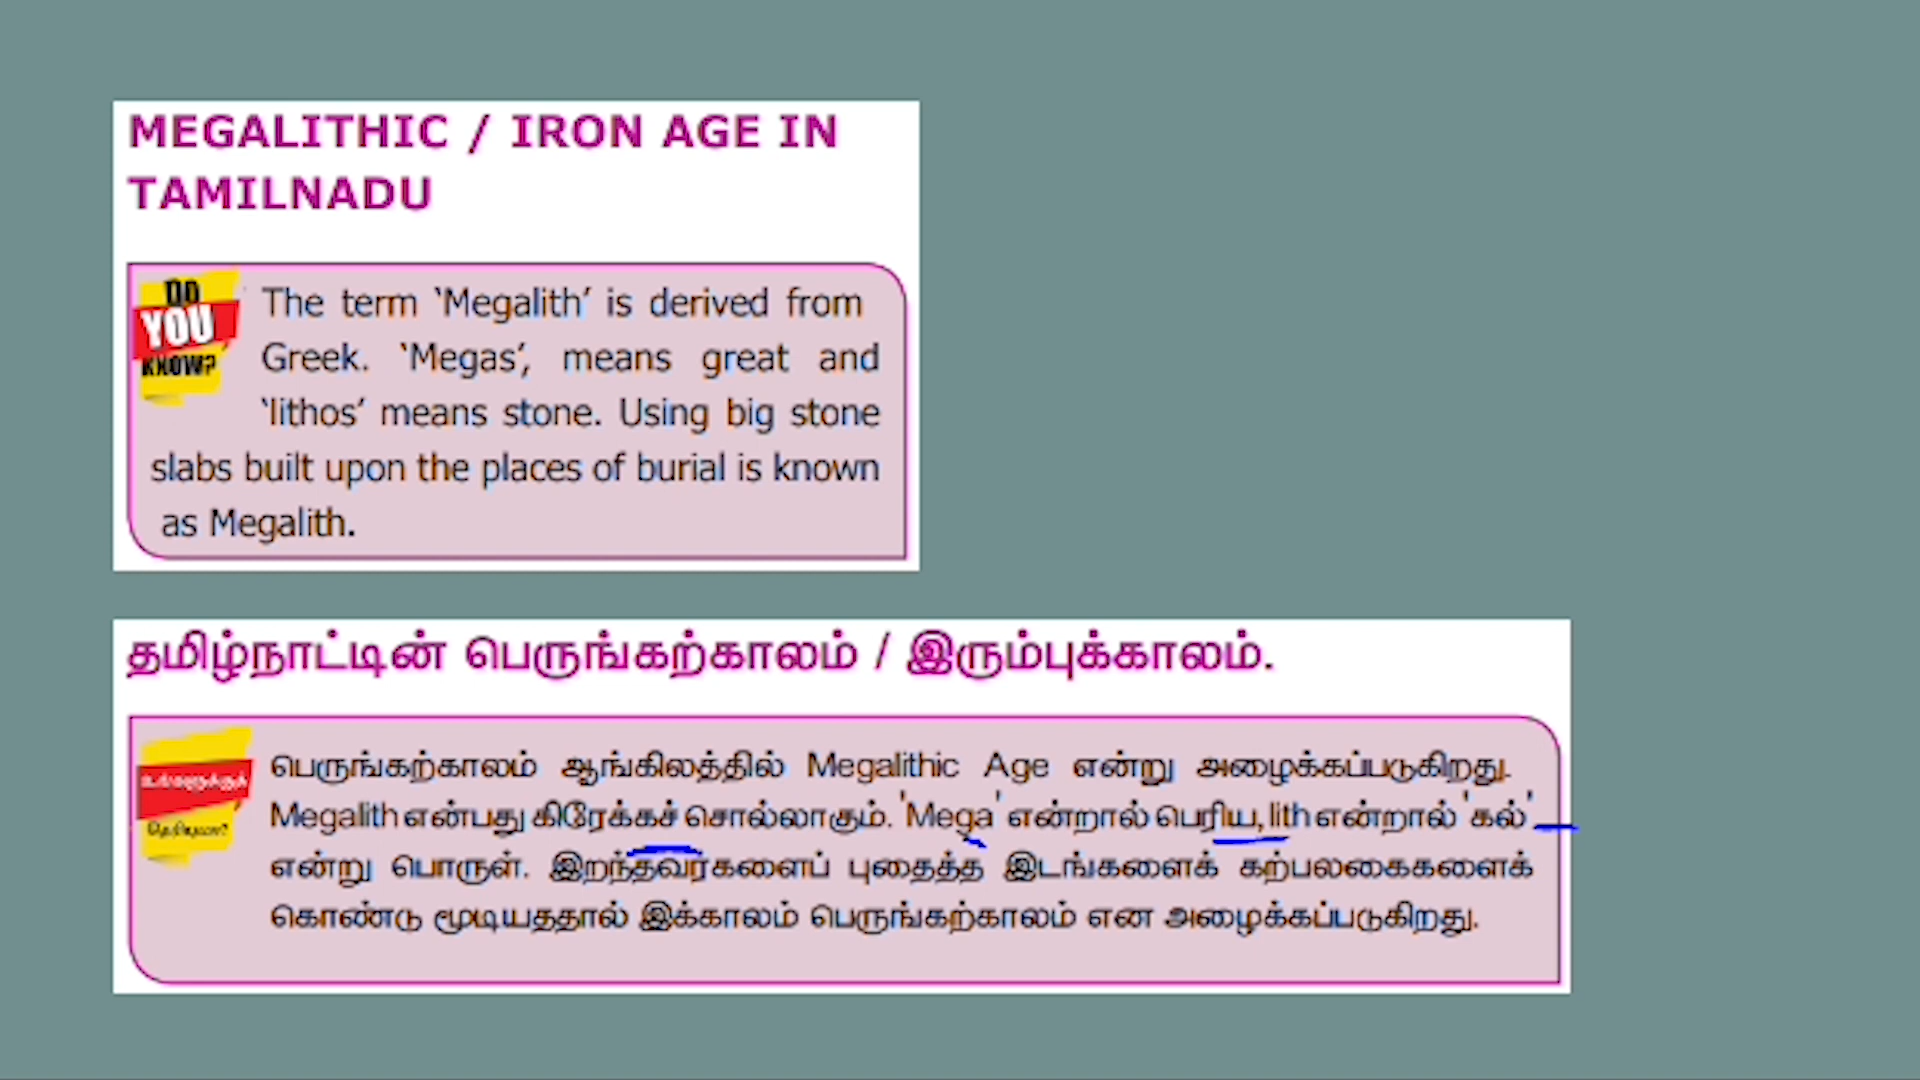 MEGALITHIC / IRON AGE IN
TAMILNADU
DO
YOU
KNOW?
The term ‘Megalith’ is derived from
Greek. ‘Megas’, means great and
‘lithos’ means stone. Using big stone
slabs built upon the places of burial is known
as Megalith.
தமிழ்நாட்டின் பெருங்கற்காலம் / இரும்புக்காலம்.
உங்களுக்குத்
தெரியுமா?
பெருங்கற்காலம் ஆங்கிலத்தில் Megalithic Age என்று அழைக்கப்படுகிறது.
Megalith என்பது கிரேக்கச் சொல்லாகும். 'Mega' என்றால் பெரிய, lith என்றால் 'கல்'
என்று பொருள். இறந்தவர்களைப் புதைத்த இடங்களைக் கற்பலகைகளைக்
கொண்டு மூடியததால் இக்காலம் பெருங்கற்காலம் என அழைக்கப்படுகிறது.